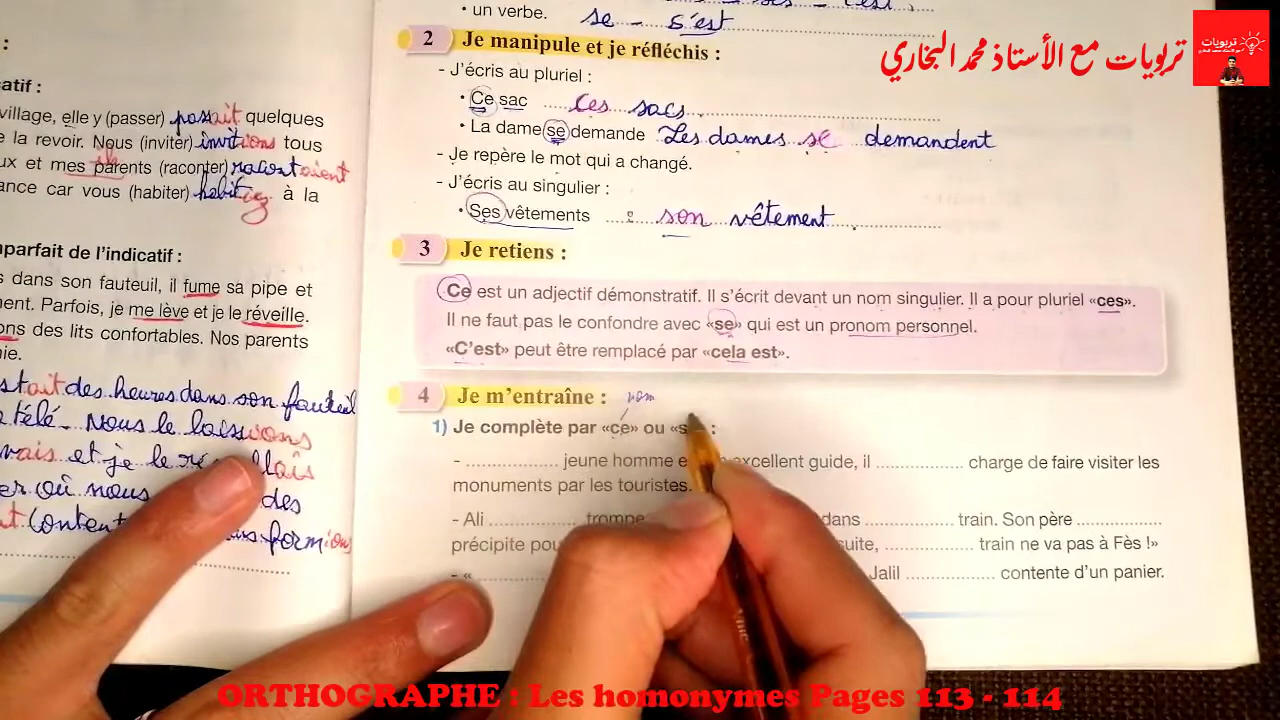 تربويات مع الأستاذ محمد البخاري
تربويات
• un verbe. se - s'est
2 Je manipule et je réfléchis :
- J'écris au pluriel :
• Ce sac ces sacs
• La dame se demande Les dames se demandent
- Je repère le mot qui a changé.
- J'écris au singulier :
• Ses vêtements : son vêtement
3 Je retiens :
Ce est un adjectif démonstratif. Il s'écrit devant un nom singulier. Il a pour pluriel «ces».
Il ne faut pas le confondre avec «se» qui est un pronom personnel.
«C'est» peut être remplacé par «cela est».
4 Je m'entraîne : nom
1) Je complète par «ce» ou «s :
- .................. jeune homme e excellent guide, il ................. charge de faire visiter les
monuments par les touristes.
- Ali ................. trompe dans ................. train. Son père .................
précipite pou suite, ................. train ne va pas à Fès !»
- « Jalil ................. contente d'un panier.
:
atif :
village, elle y (passer) passait quelques
e la revoir. Nous (inviter) invitions tous
ux et mes parents (raconter) racontaient
ance car vous (habiter) habitiez à la
mparfait de l'indicatif :
s dans son fauteuil, il fume sa pipe et
ment. Parfois, je me lève et je le réveille.
ons des lits confortables. Nos parents
nie.
stait des heures dans son fauteuil
télé. Nous le laissions
vais et je le ré
er où nous des
t content formions
ORTHOGRAPHE : Les homonymes Pages 113 - 114